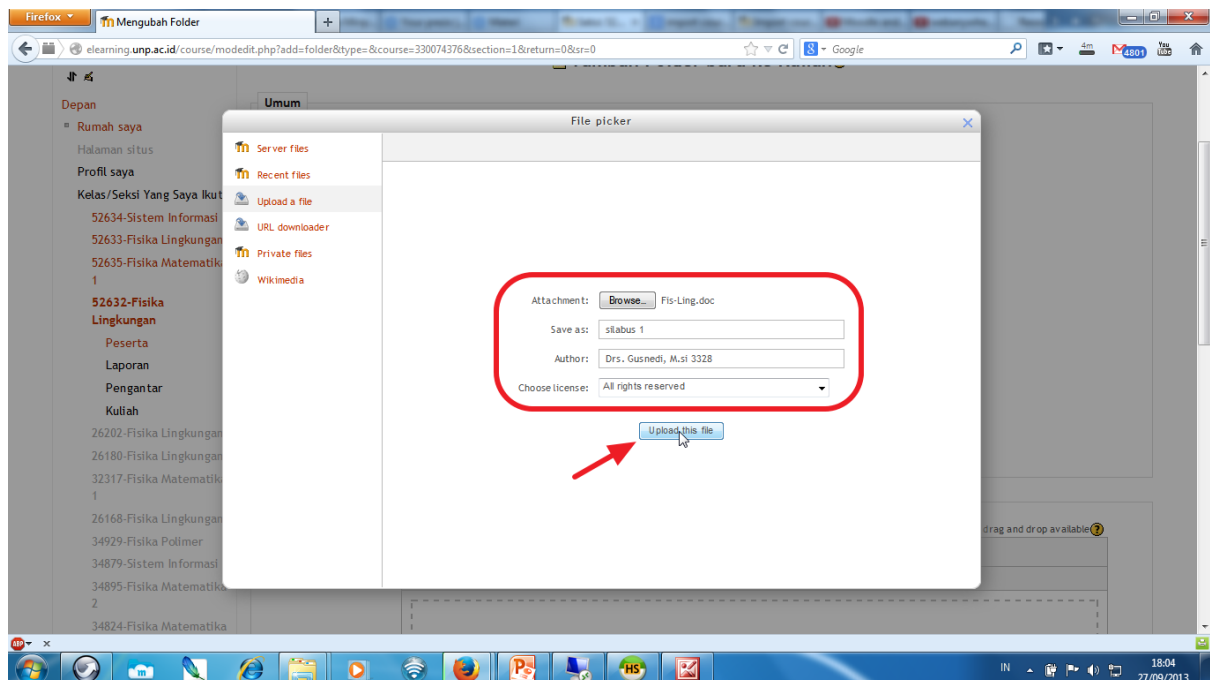 Firefox
Mengubah Folder
elearning.unp.ac.id/course/modedit.php?add=folder&type=&course=330074376&section=1&return=0&sr=0
Google
4m
4801
You
Depan
Umum
Rumah saya
Halaman situs
Profil saya
Kelas/Seksi Yang Saya Ikut
52634-Sistem Informasi
52633-Fisika Lingkungan
52635-Fisika Matematika
1
52632-Fisika
Lingkungan
Peserta
Laporan
Pengantar
Kuliah
26202-Fisika Lingkungan
26180-Fisika Lingkungan
32317-Fisika Matematik
1
26168-Fisika Lingkungan
34929-Fisika Polimer
34879-Sistem Informasi
34895-Fisika Matematika
2
34824-Fisika Matematika
File picker
Server files
Recent files
Upload a file
URL downloader
Private files
Wikimedia
Attachment: Browse... Fis-Ling.doc
Save as: silabus 1
Author: Drs. Gusnedi, M.si 3328
Choose license: All rights reserved
Upload this file
drag and drop available
ABP
m
HS
IN
18:04
27/09/2013